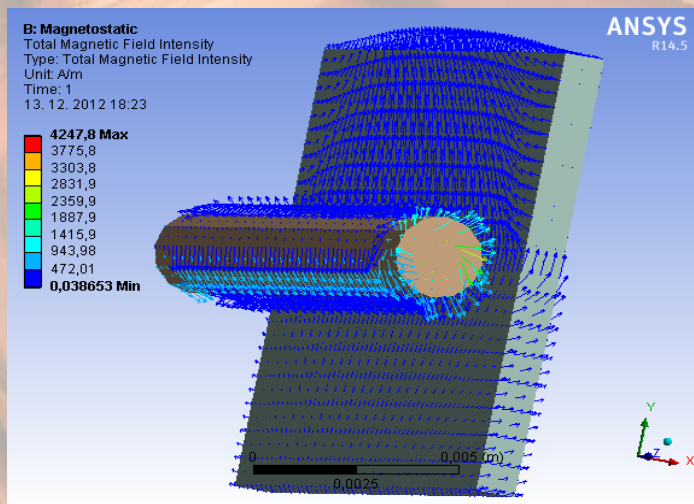 B: Magnetostatic
Total Magnetic Field Intensity
Type: Total Magnetic Field Intensity
Unit: A/m
Time: 1
13. 12. 2012 18:23
ANSYS
R14.5
4247,8 Max
3775,8
3303,8
2831,9
2359,9
1887,9
1415,9
943,98
472,01
0,038653 Min
0
0,005 (m)
0,0025
Y
Z
X